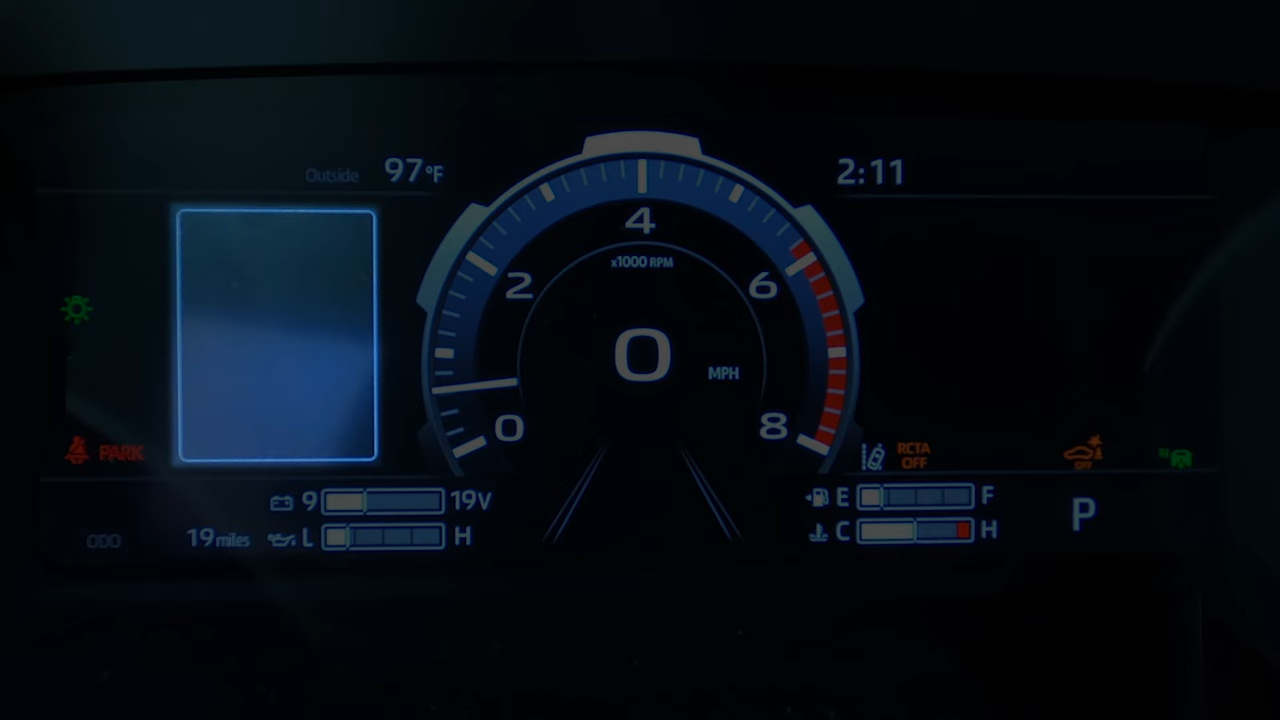 Outside 97°F
2:11
4
x1000 RPM
2
6
0
MPH
0
8
PARK
RCTA
OFF
OFF
9 19V
E F
ODO 19 miles
L H
C H
P